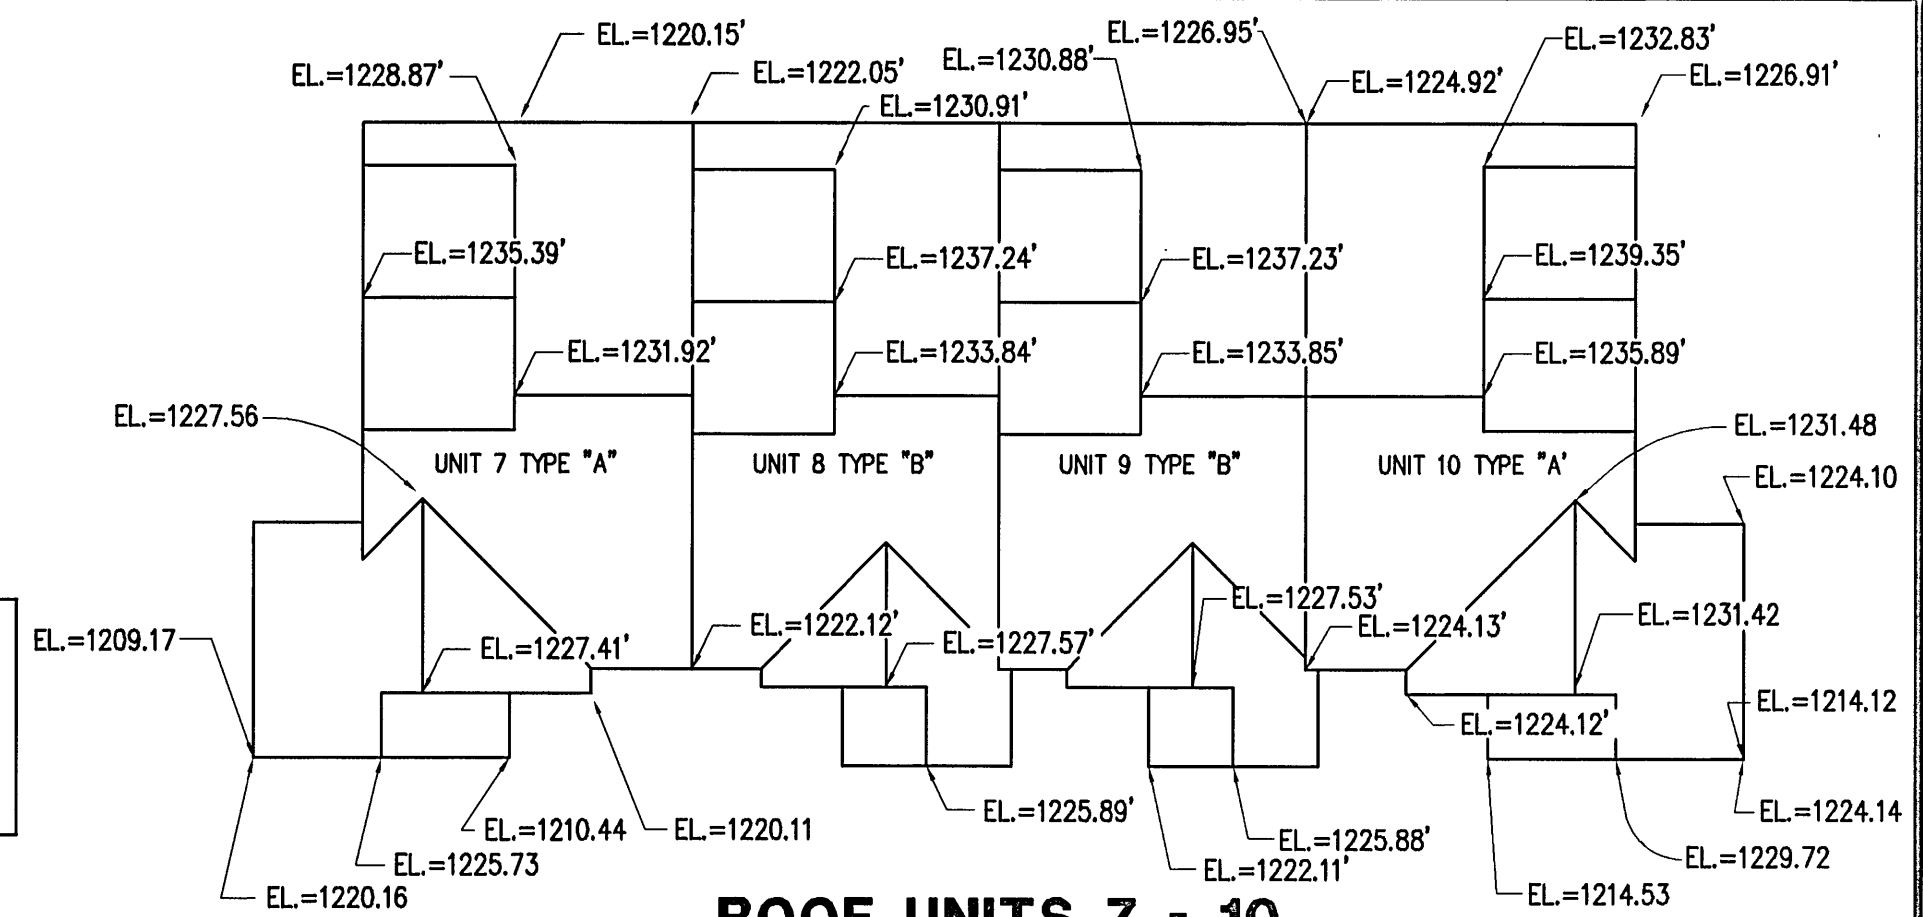 EL.=1220.15'
EL.=1226.95'
EL.=1232.83'
EL.=1228.87'
EL.=1222.05'
EL.=1230.88'
EL.=1224.92'
EL.=1226.91'
EL.=1230.91'
EL.=1235.39'
EL.=1237.24'
EL.=1237.23'
EL.=1239.35'
EL.=1231.92'
EL.=1233.84'
EL.=1233.85'
EL.=1235.89'
EL.=1227.56
EL.=1231.48
UNIT 7 TYPE "A"
UNIT 8 TYPE "B"
UNIT 9 TYPE "B"
UNIT 10 TYPE "A'
EL.=1224.10
EL.=1209.17
EL.=1227.41'
EL.=1222.12'
EL.=1227.57'
EL.=1227.53'
EL.=1224.13'
EL.=1231.42
EL.=1214.12
EL.=1224.12'
EL.=1225.89'
EL.=1224.14
EL.=1210.44
EL.=1220.11
EL.=1225.88'
EL.=1225.73
EL.=1222.11'
EL.=1229.72
EL.=1220.16
EL.=1214.53
ROOF UNITS 7 - 10